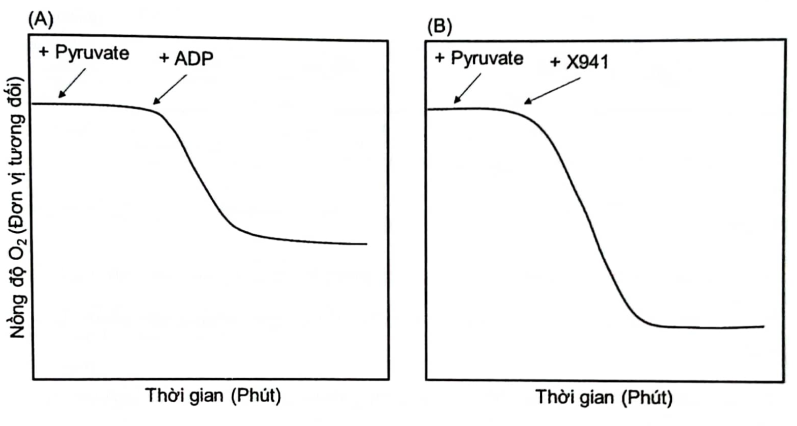 (A)
+ Pyruvate
+ ADP
Nồng độ O₂ (Đơn vị tương đối)
Thời gian (Phút)
(B)
+ Pyruvate
+ X941
Thời gian (Phút)